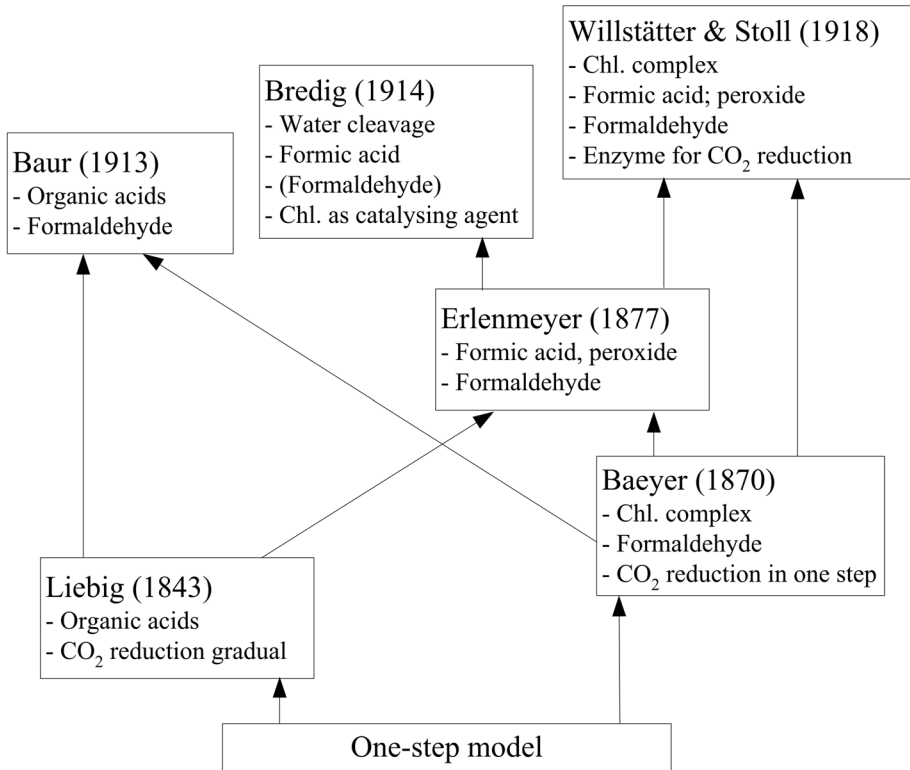 Willstätter & Stoll (1918)
- Chl. complex
- Formic acid; peroxide
- Formaldehyde
- Enzyme for CO₂ reduction
Bredig (1914)
- Water cleavage
- Formic acid
- (Formaldehyde)
- Chl. as catalysing agent
Baur (1913)
- Organic acids
- Formaldehyde
Erlenmeyer (1877)
- Formic acid, peroxide
- Formaldehyde
Baeyer (1870)
- Chl. complex
- Formaldehyde
- CO₂ reduction in one step
Liebig (1843)
- Organic acids
- CO₂ reduction gradual
One-step model